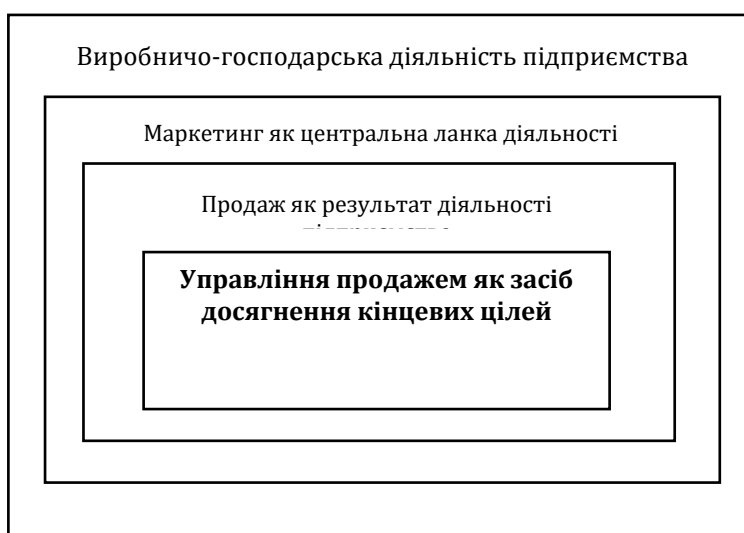 Виробничо-господарська діяльність підприємства
Маркетинг як центральна ланка діяльності
Продаж як результат діяльності
Управління продажем як засіб
досягнення кінцевих цілей